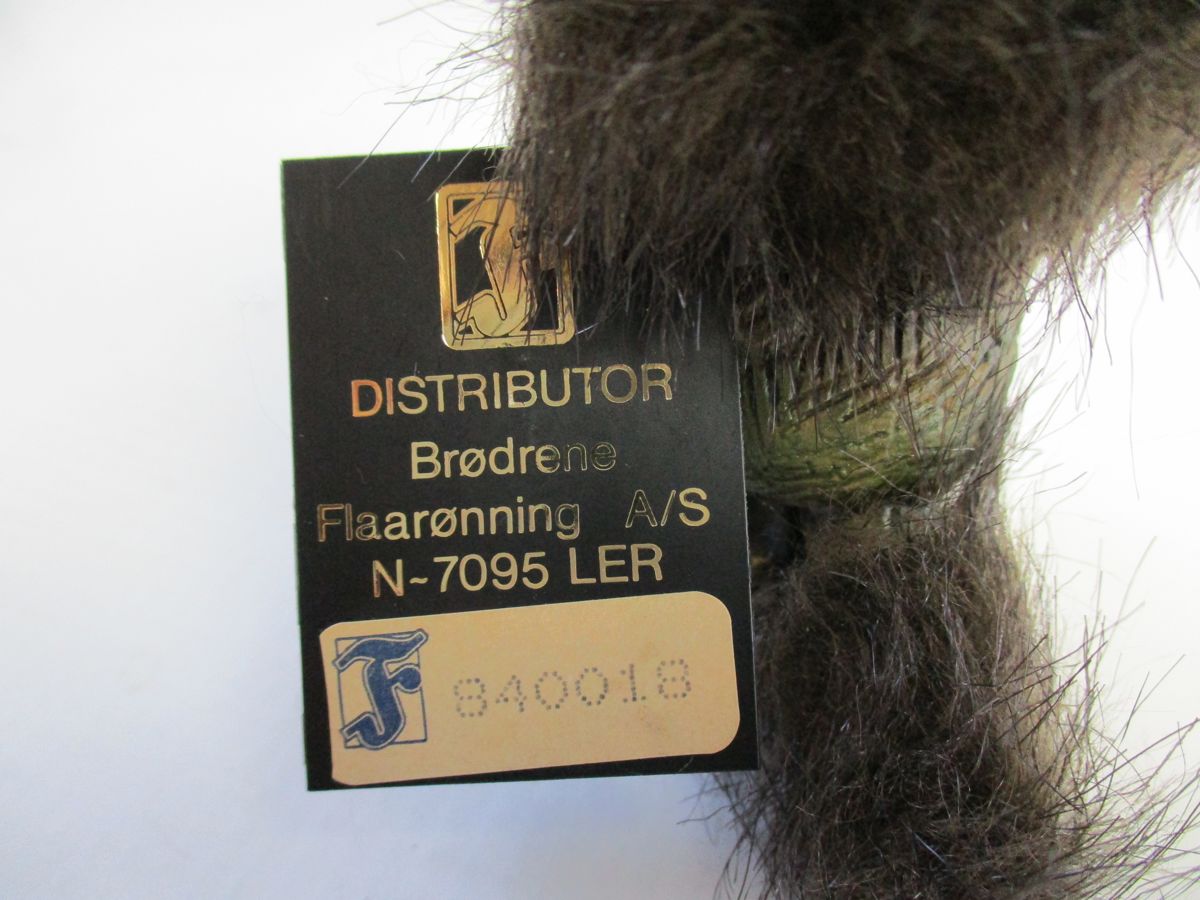 DISTRIBUTOR
Brødrene
Flaarønning A/S
N~7095 LER
F 840018